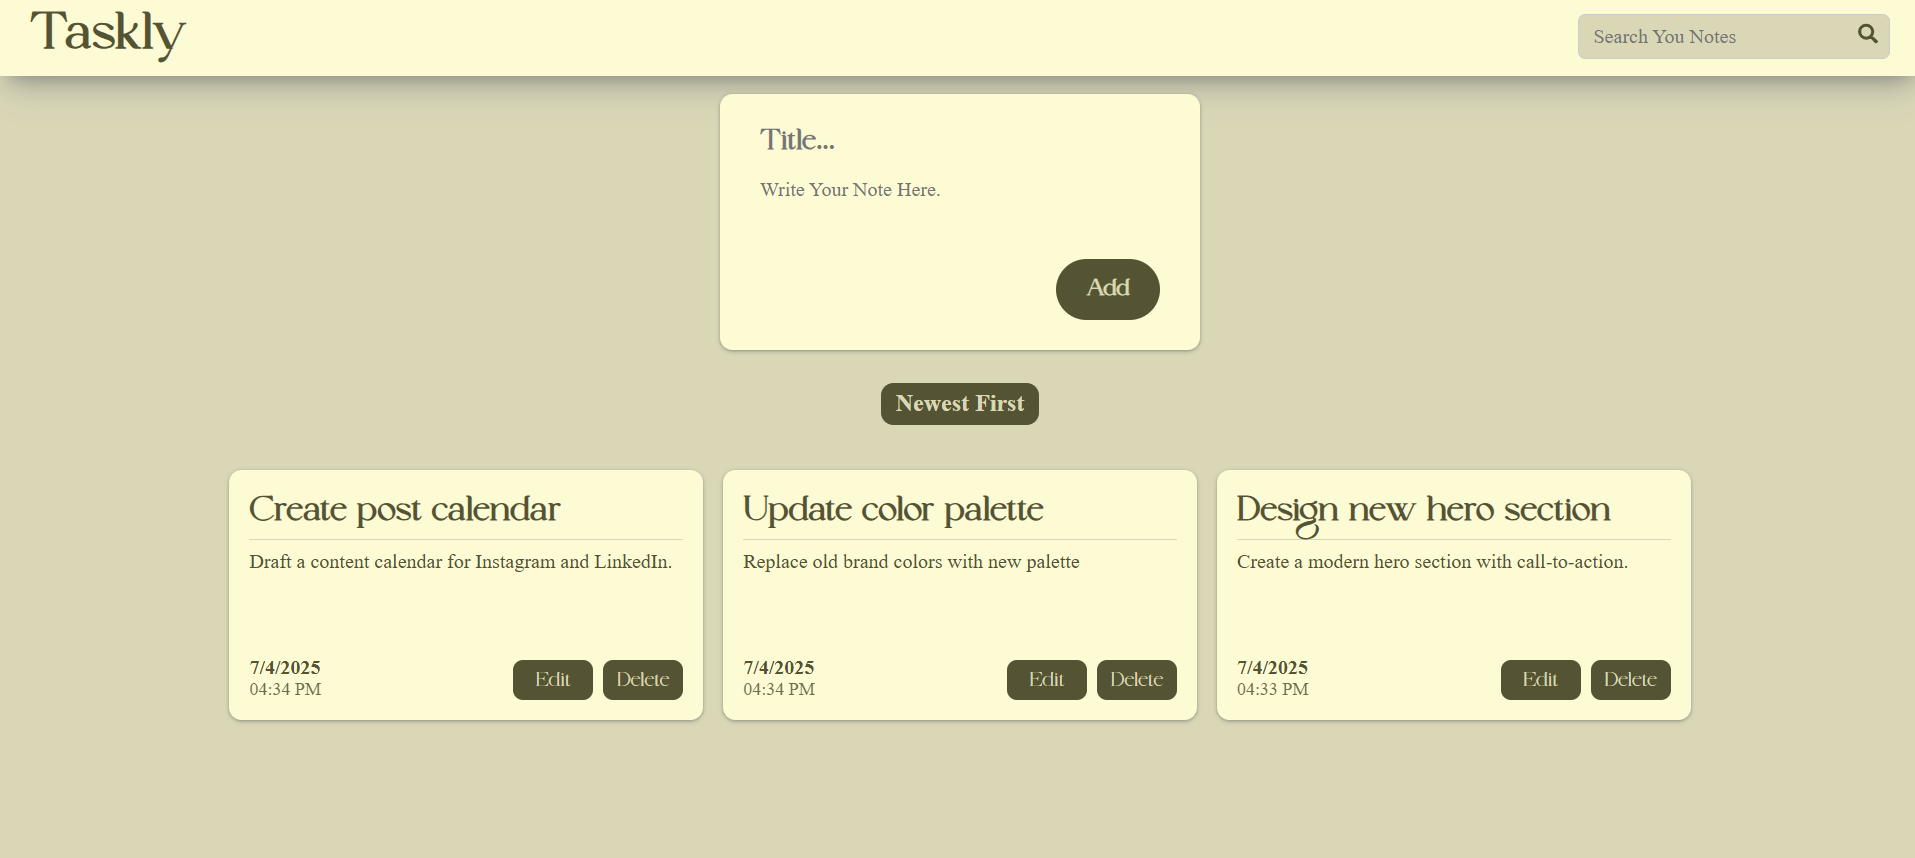 Taskly
Search You Notes
Title...
Write Your Note Here.
Add
Newest First
Create post calendar
Draft a content calendar for Instagram and LinkedIn.
7/4/2025
04:34 PM
Edit
Delete
Update color palette
Replace old brand colors with new palette
7/4/2025
04:34 PM
Edit
Delete
Design new hero section
Create a modern hero section with call-to-action.
7/4/2025
04:33 PM
Edit
Delete